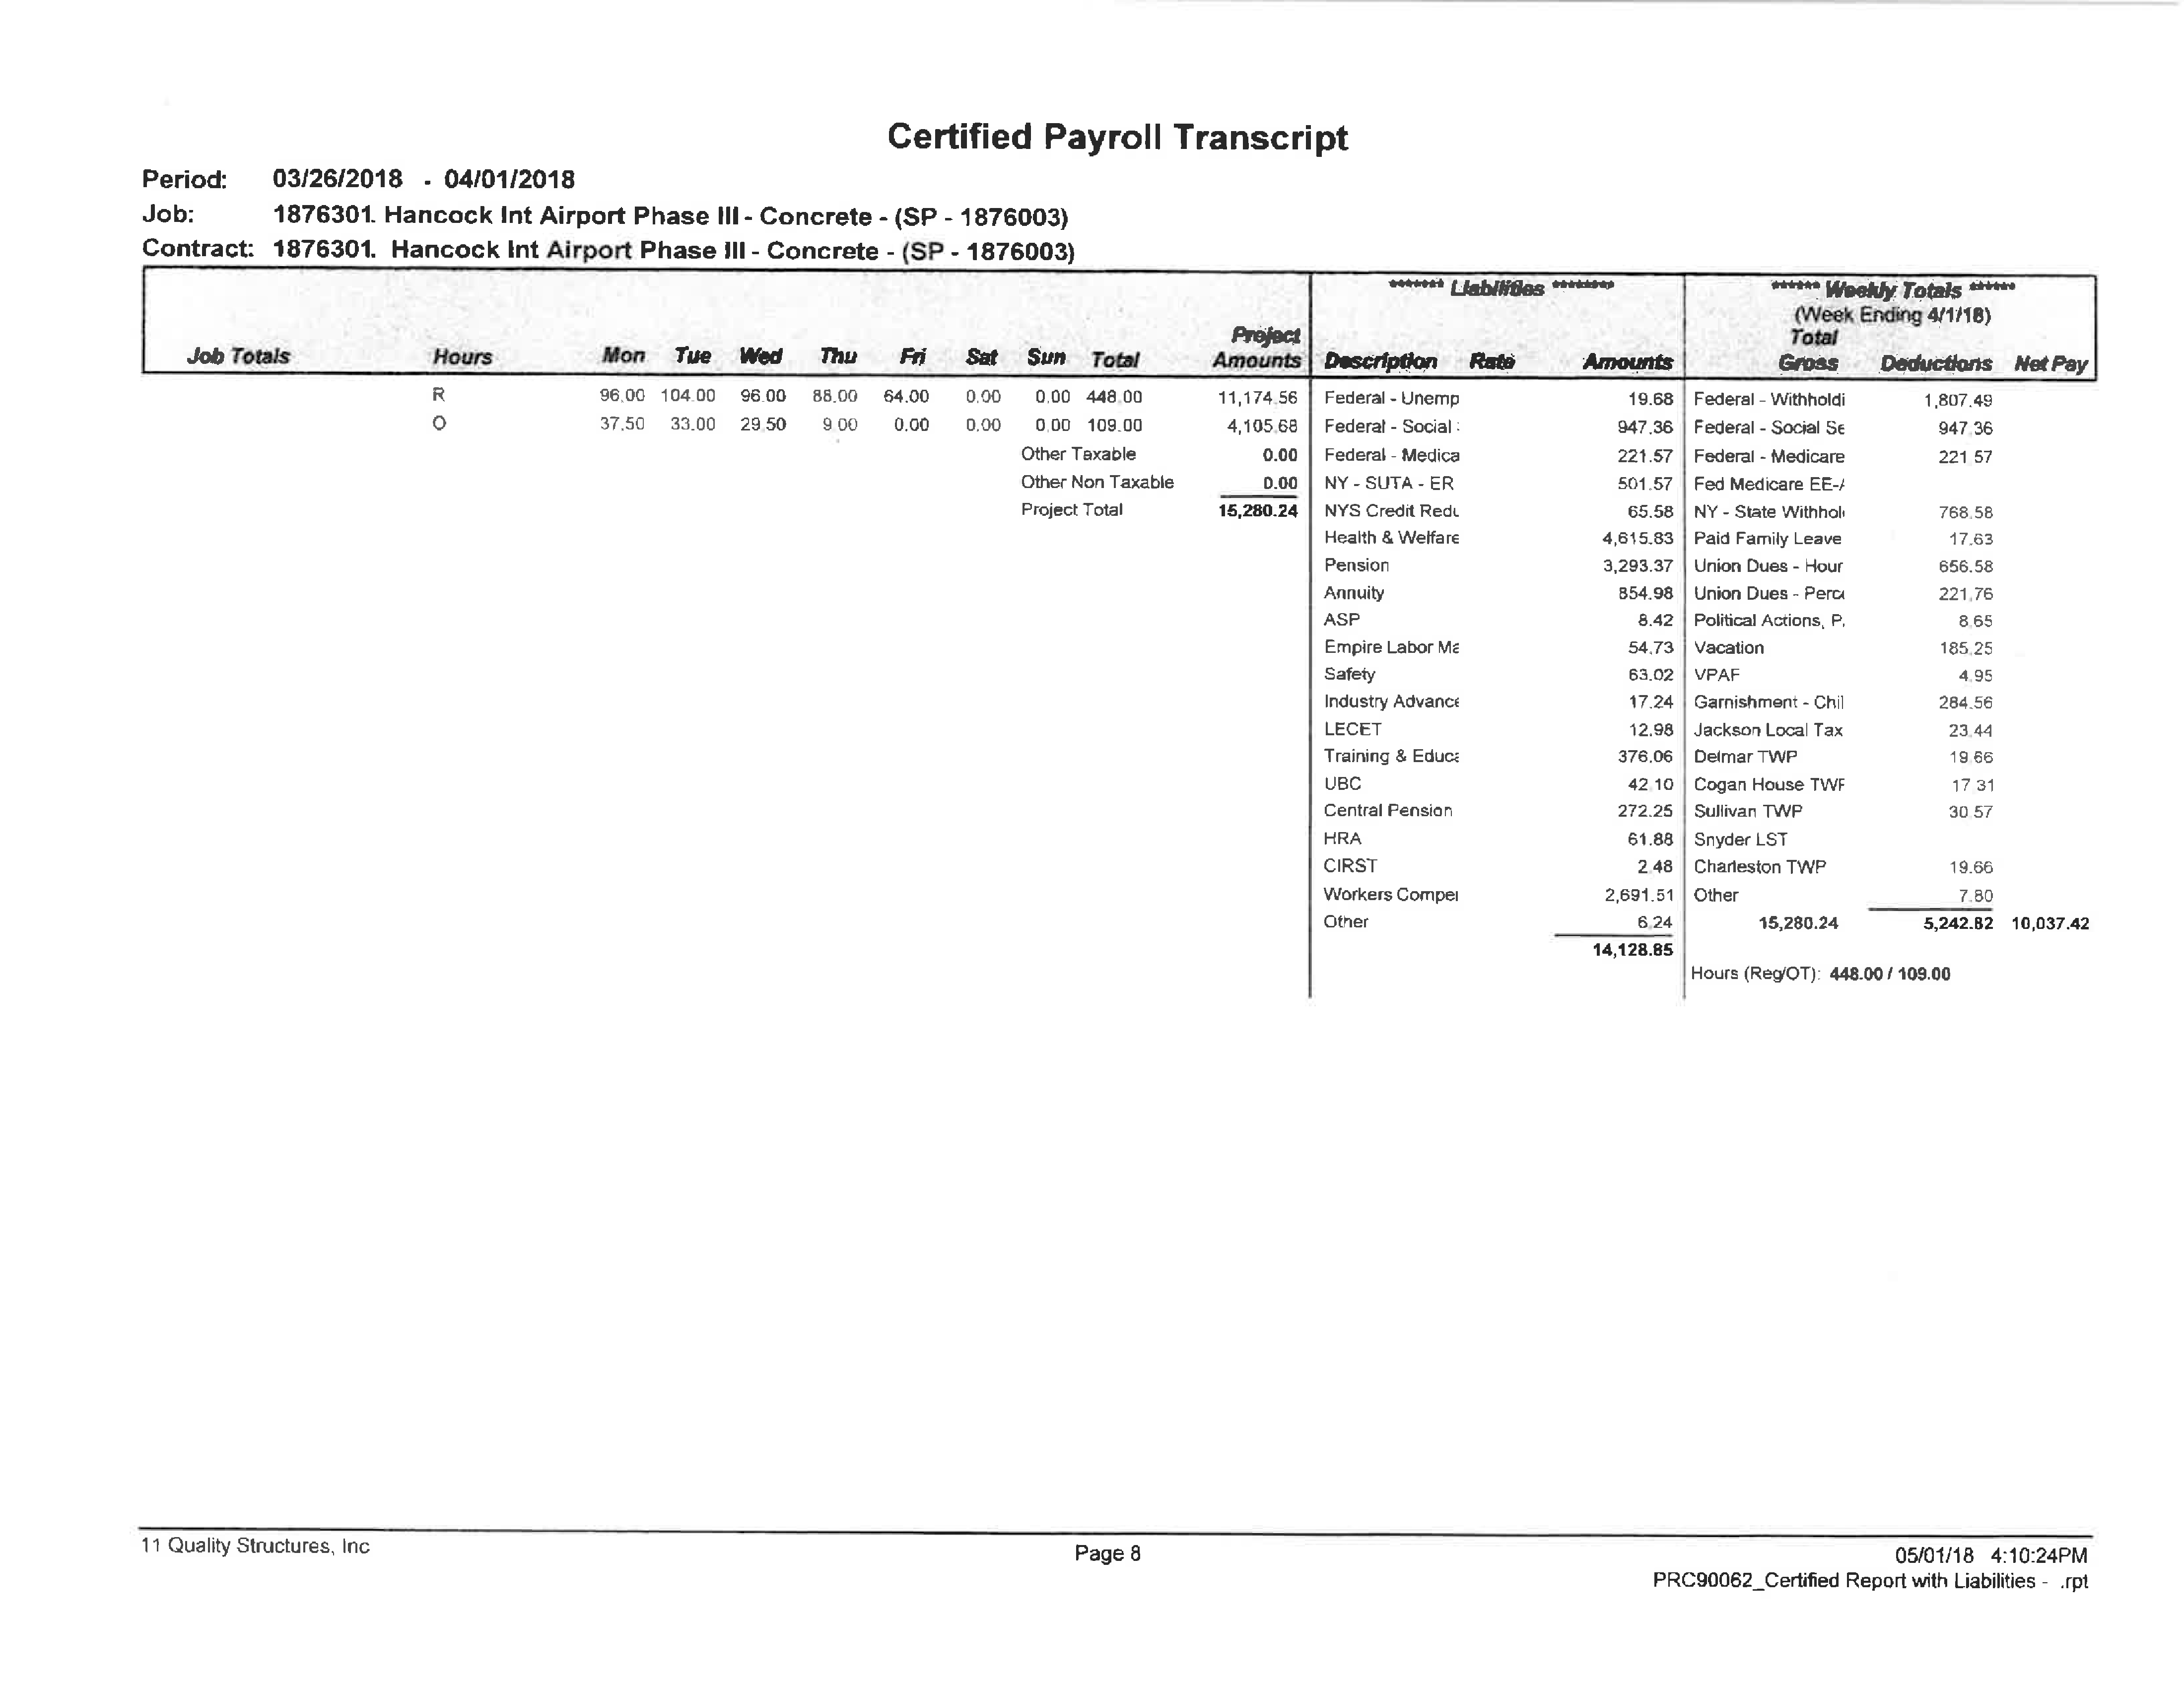 Certified Payroll Transcript
Period: 03/26/2018 - 04/01/2018
Job: 1876301. Hancock Int Airport Phase III - Concrete - (SP - 1876003)
Contract: 1876301. Hancock Int Airport Phase III - Concrete - (SP - 1876003)
******* Liabilities ******** ****** Weekly Totals ******
(Week Ending 4/1/18)
Project Total
Job Totals Hours Mon Tue Wed Thu Fri Sat Sun Total Amounts Description Rate Amounts Gross Deductions Net Pay
R 96.00 104.00 96.00 88.00 64.00 0.00 0.00 448.00 11,174.56 Federal - Unemp 19.68 Federal - Withholdi 1,807.49
O 37.50 33.00 29.50 9.00 0.00 0.00 0.00 109.00 4,105.68 Federal - Social : 947.36 Federal - Social Se 947.36
Other Taxable 0.00 Federal - Medica 221.57 Federal - Medicare 221.57
Other Non Taxable 0.00 NY - SUTA - ER 501.57 Fed Medicare EE-/
Project Total 15,280.24 NYS Credit Redu 65.58 NY - State Withhol 768.58
Health & Welfare 4,615.83 Paid Family Leave 17.63
Pension 3,293.37 Union Dues - Hour 656.58
Annuity 854.98 Union Dues - Perc 221.76
ASP 8.42 Political Actions, P. 8.65
Empire Labor Ma 54.73 Vacation 185.25
Safety 63.02 VPAF 4.95
Industry Advance 17.24 Garnishment - Chil 284.56
LECET 12.98 Jackson Local Tax 23.44
Training & Educa 376.06 Delmar TWP 19.66
UBC 42.10 Cogan House TWF 17.31
Central Pension 272.25 Sullivan TWP 30.57
HRA 61.88 Snyder LST
CIRST 2.48 Charleston TWP 19.66
Workers Compei 2,691.51 Other 7.80
Other 6.24 15,280.24 5,242.82 10,037.42
14,128.85
Hours (Reg/OT): 448.00 / 109.00
11 Quality Structures, Inc Page 8 05/01/18 4:10:24PM
PRC90062_Certified Report with Liabilities - .rpt